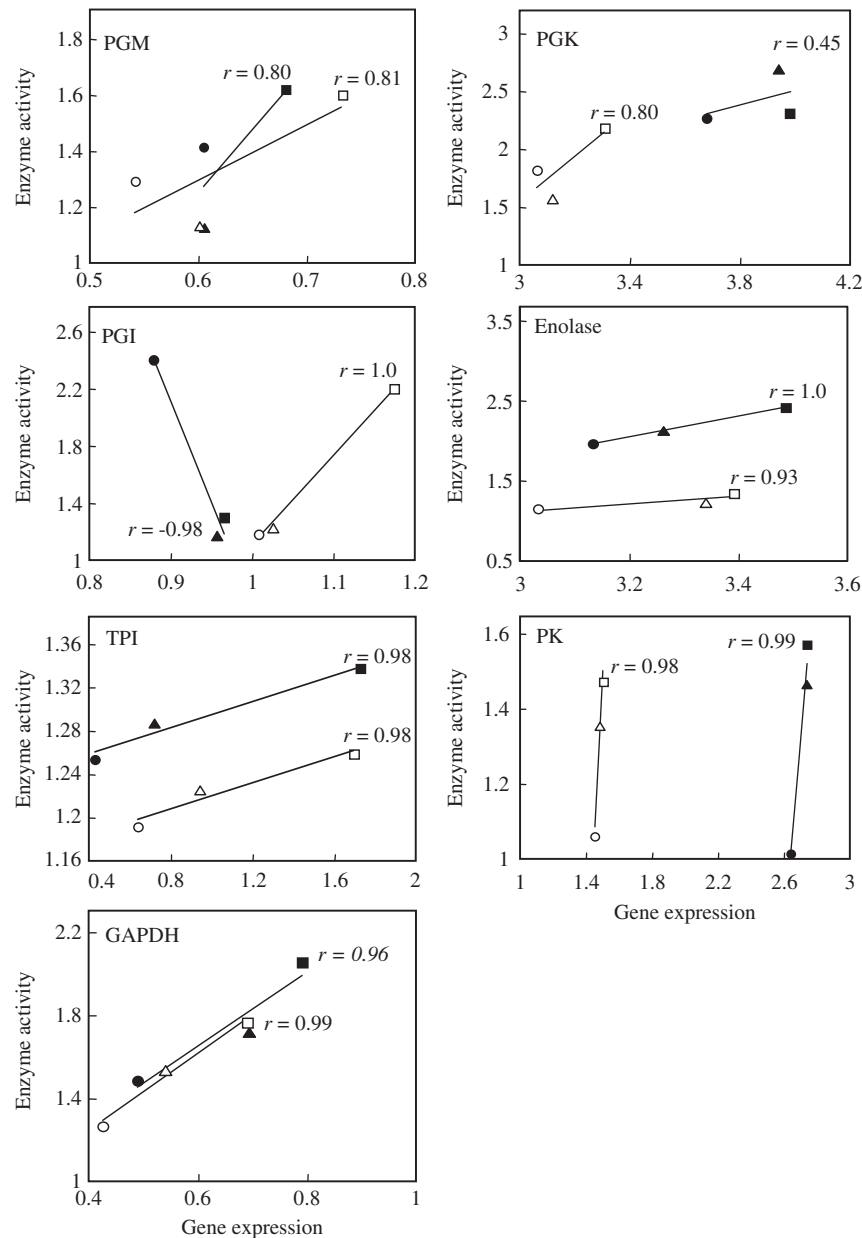 PGM
r = 0.80
r = 0.81
Enzyme activity
1.8
1.6
1.4
1.2
1
0.5
0.6
0.7
0.8
PGK
r = 0.45
r = 0.80
Enzyme activity
3
2.5
2
1.5
1
3
3.4
3.8
4.2
PGI
r = 1.0
r = -0.98
Enzyme activity
2.6
2.2
1.8
1.4
1
0.8
0.9
1
1.1
1.2
Enolase
r = 1.0
r = 0.93
Enzyme activity
3.5
2.5
1.5
0.5
3
3.2
3.4
3.6
TPI
r = 0.98
r = 0.98
Enzyme activity
1.36
1.32
1.28
1.24
1.2
1.16
0.4
0.8
1.2
1.6
2
PK
r = 0.99
r = 0.98
Enzyme activity
1.6
1.4
1.2
1
1
1.4
1.8
2.2
2.6
3
Gene expression
GAPDH
r = 0.96
r = 0.99
Enzyme activity
2.2
1.8
1.4
1
0.4
0.6
0.8
1
Gene expression